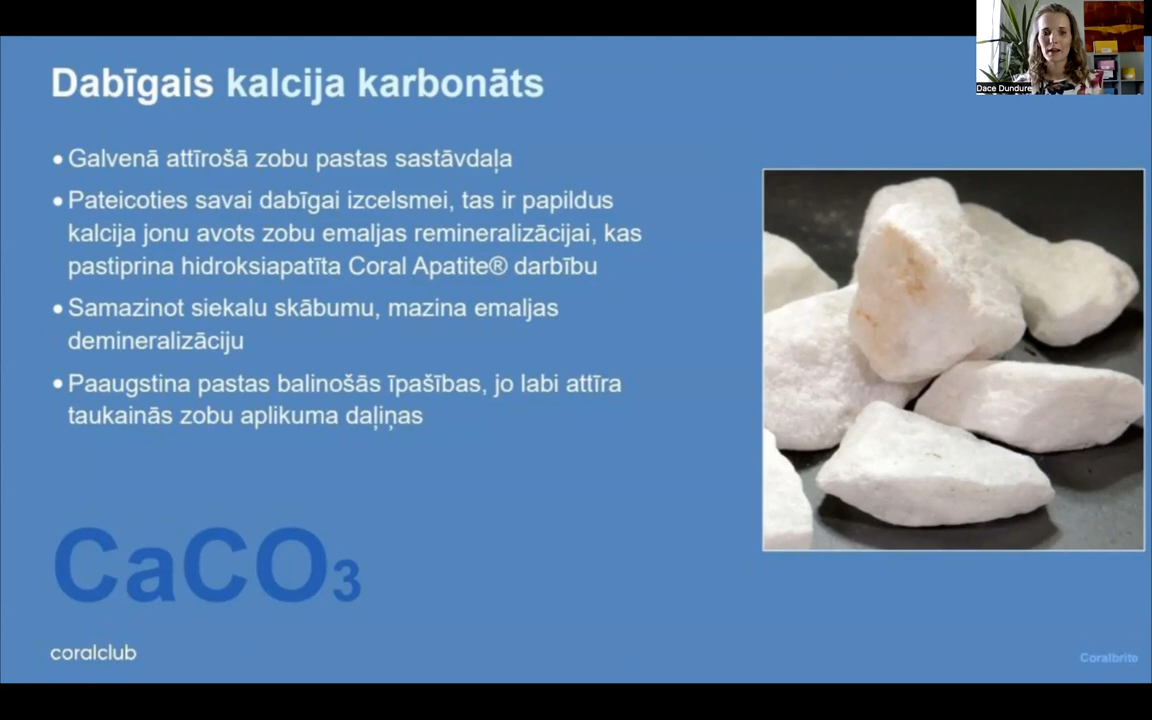 Dabīgais kalcija karbonāts
Dace Dundure
• Galvenā attīrošā zobu pastas sastāvdaļa
• Pateicoties savai dabīgai izcelsmei, tas ir papildus
kalcija jonu avots zobu emaljas remineralizācijai, kas
pastiprina hidroksiapatīta Coral Apatite® darbību
• Samazinot siekalu skābumu, mazina emaljas
demineralizāciju
• Paaugstina pastas balinošās īpašības, jo labi attīra
taukainās zobu aplikuma daļiņas
CaCO₃
coralclub
Coralbrite